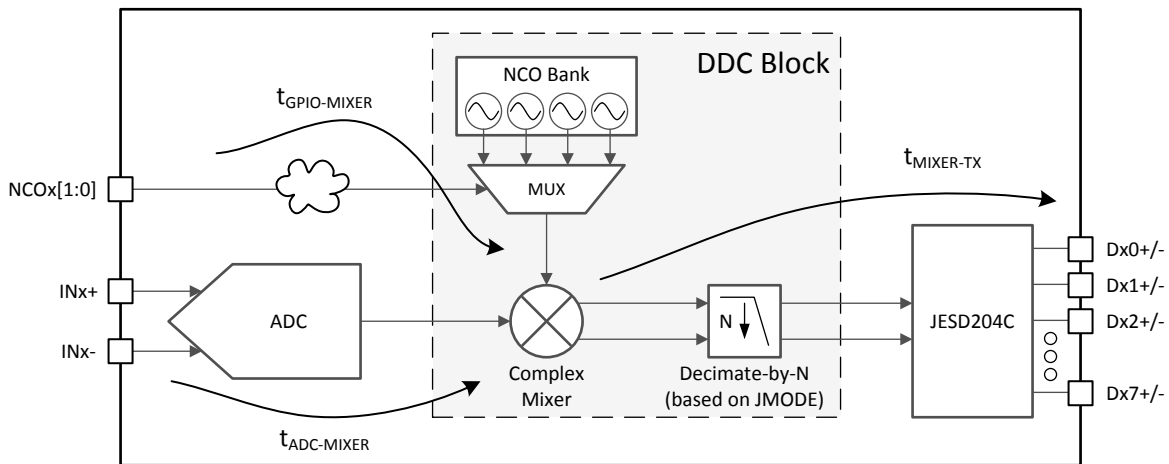 DDC Block
NCO Bank
tGPIO-MIXER
tMIXER-TX
NCOx[1:0]
MUX
Dx0+/-
INx+
Dx1+/-
ADC
N
JESD204C
Dx2+/-
INx-
Complex
Mixer
Decimate-by-N
(based on JMODE)
Dx7+/-
tADC-MIXER